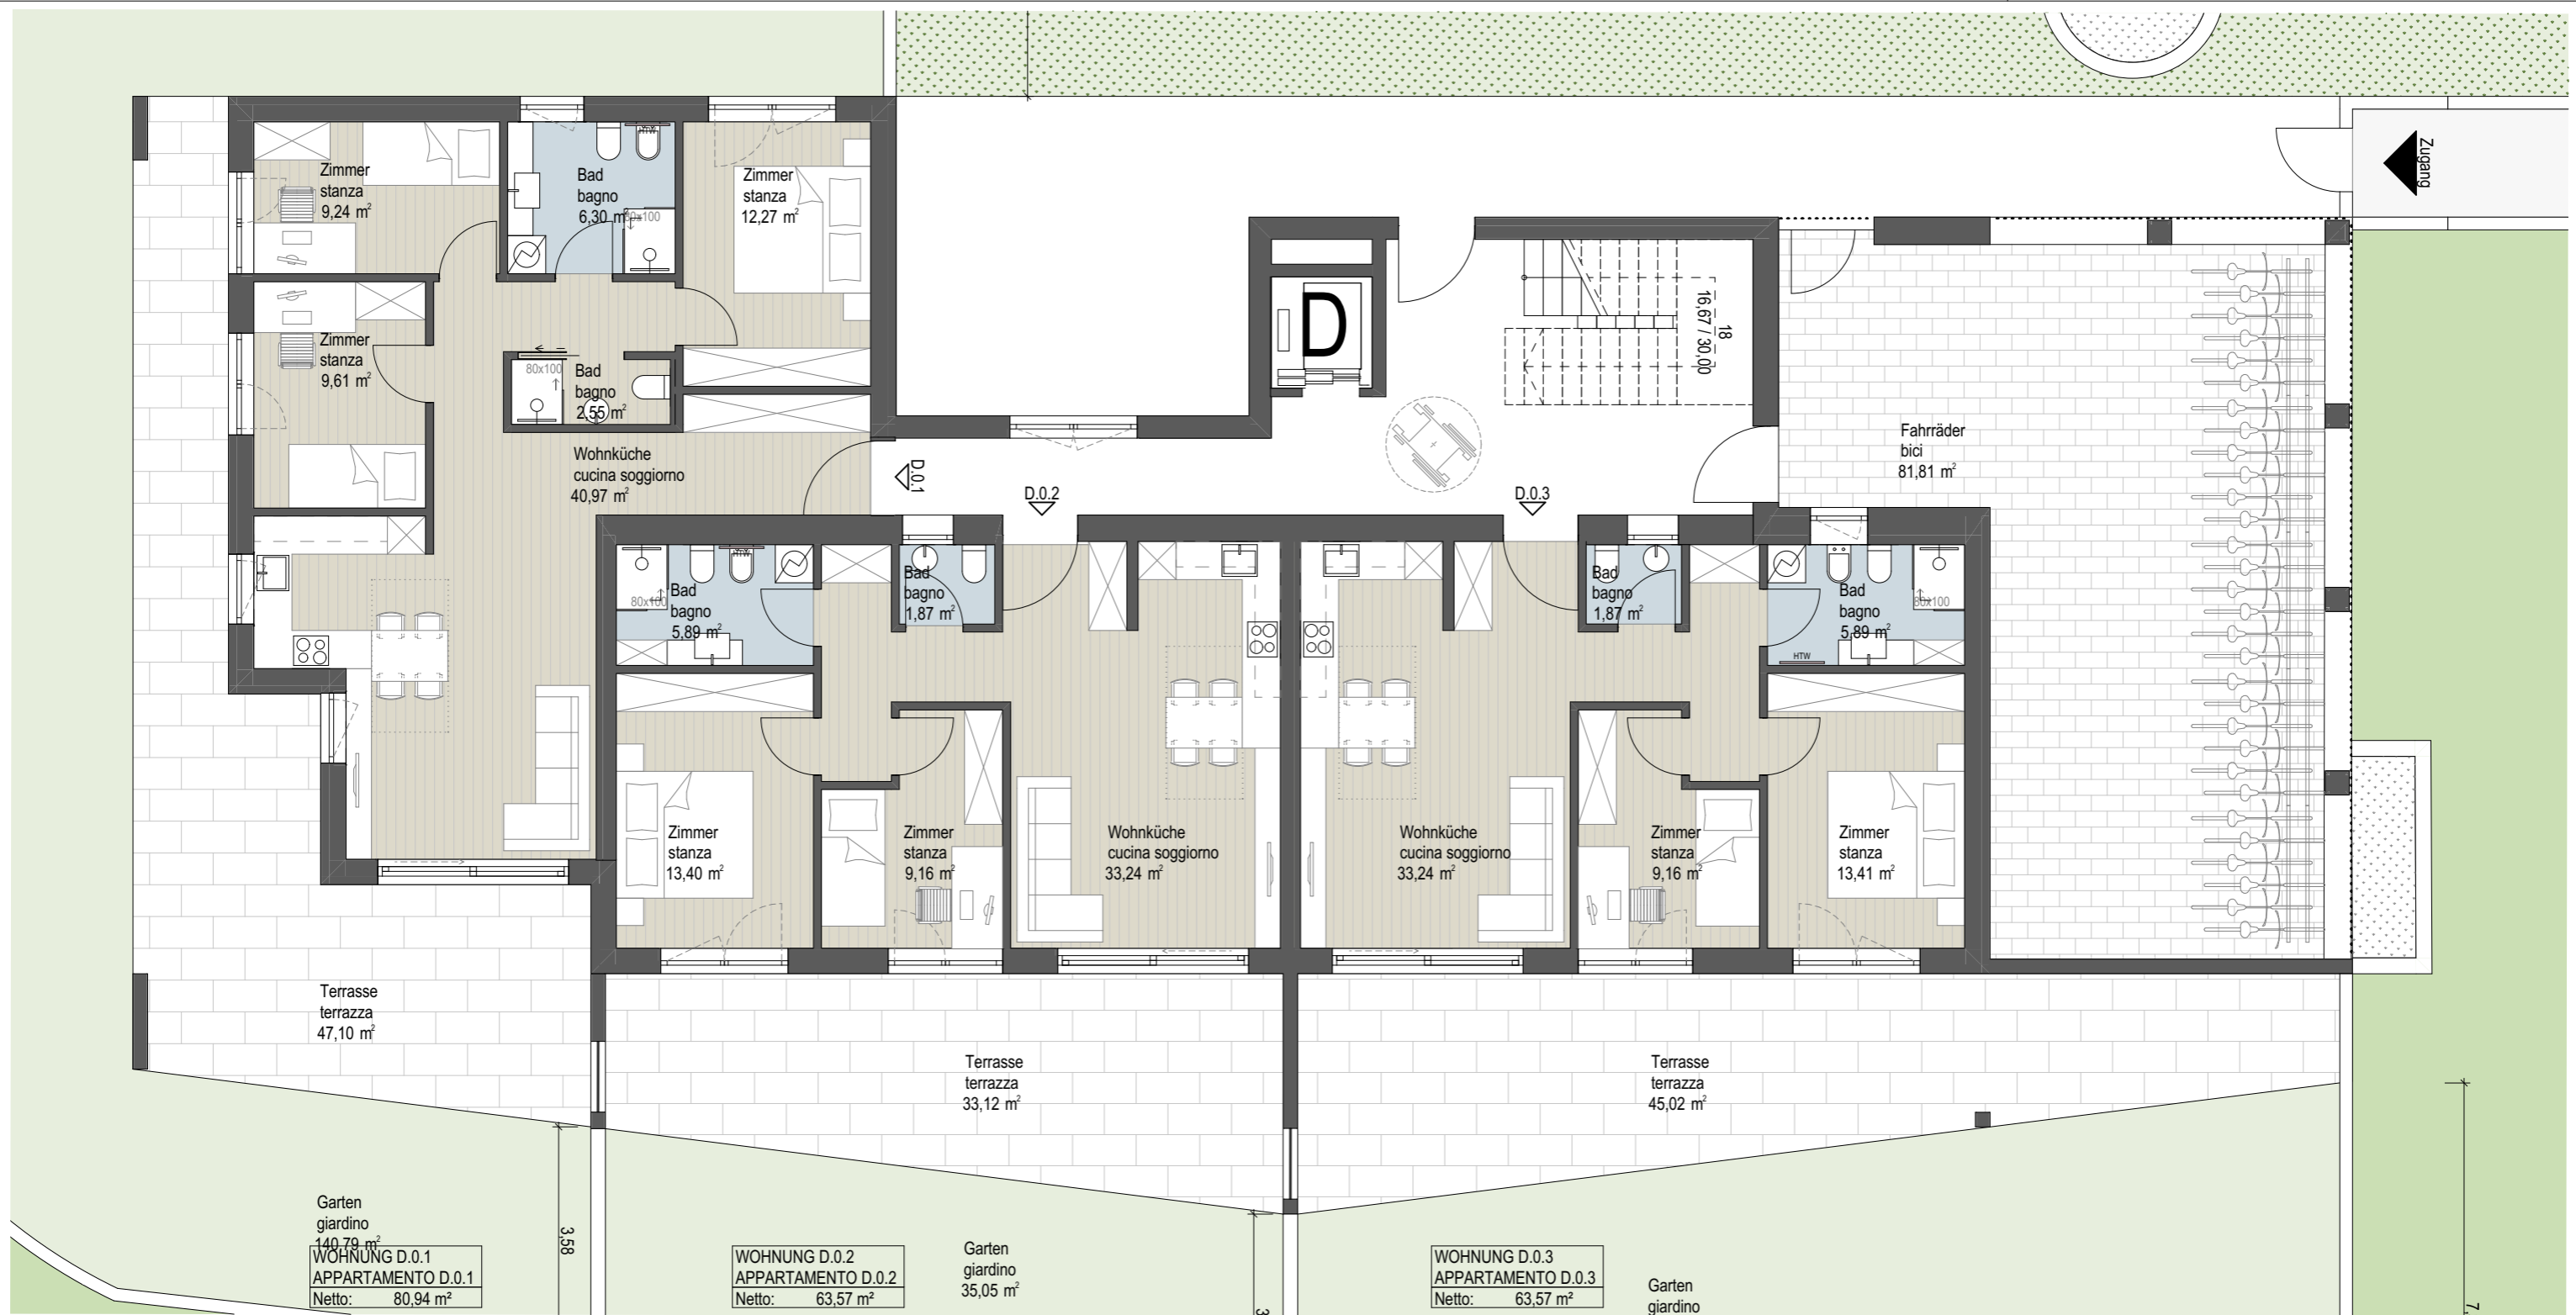 Zugang
Zimmer
stanza
9,24 m²
Bad
bagno
6,30 m²
80x100
HTW
Zimmer
stanza
12,27 m²
Zimmer
stanza
9,61 m²
80x100
Bad
bagno
2,55 m²
Wohnküche
cucina soggiorno
40,97 m²
D
18
16,67 / 30,00
D.0.1
D.0.2
D.0.3
Fahrräder
bici
81,81 m²
HTW
80x100
Bad
bagno
5,89 m²
Bad
bagno
1,87 m²
Bad
bagno
1,87 m²
Bad
bagno
5,89 m²
80x100
HTW
Zimmer
stanza
13,40 m²
Zimmer
stanza
9,16 m²
Wohnküche
cucina soggiorno
33,24 m²
Wohnküche
cucina soggiorno
33,24 m²
Zimmer
stanza
9,16 m²
Zimmer
stanza
13,41 m²
Terrasse
terrazza
47,10 m²
Terrasse
terrazza
33,12 m²
Terrasse
terrazza
45,02 m²
Garten
giardino
140,79 m²
WOHNUNG D.0.1
APPARTAMENTO D.0.1
Netto: 80,94 m²
3,58
WOHNUNG D.0.2
APPARTAMENTO D.0.2
Netto: 63,57 m²
Garten
giardino
35,05 m²
WOHNUNG D.0.3
APPARTAMENTO D.0.3
Netto: 63,57 m²
Garten
giardino